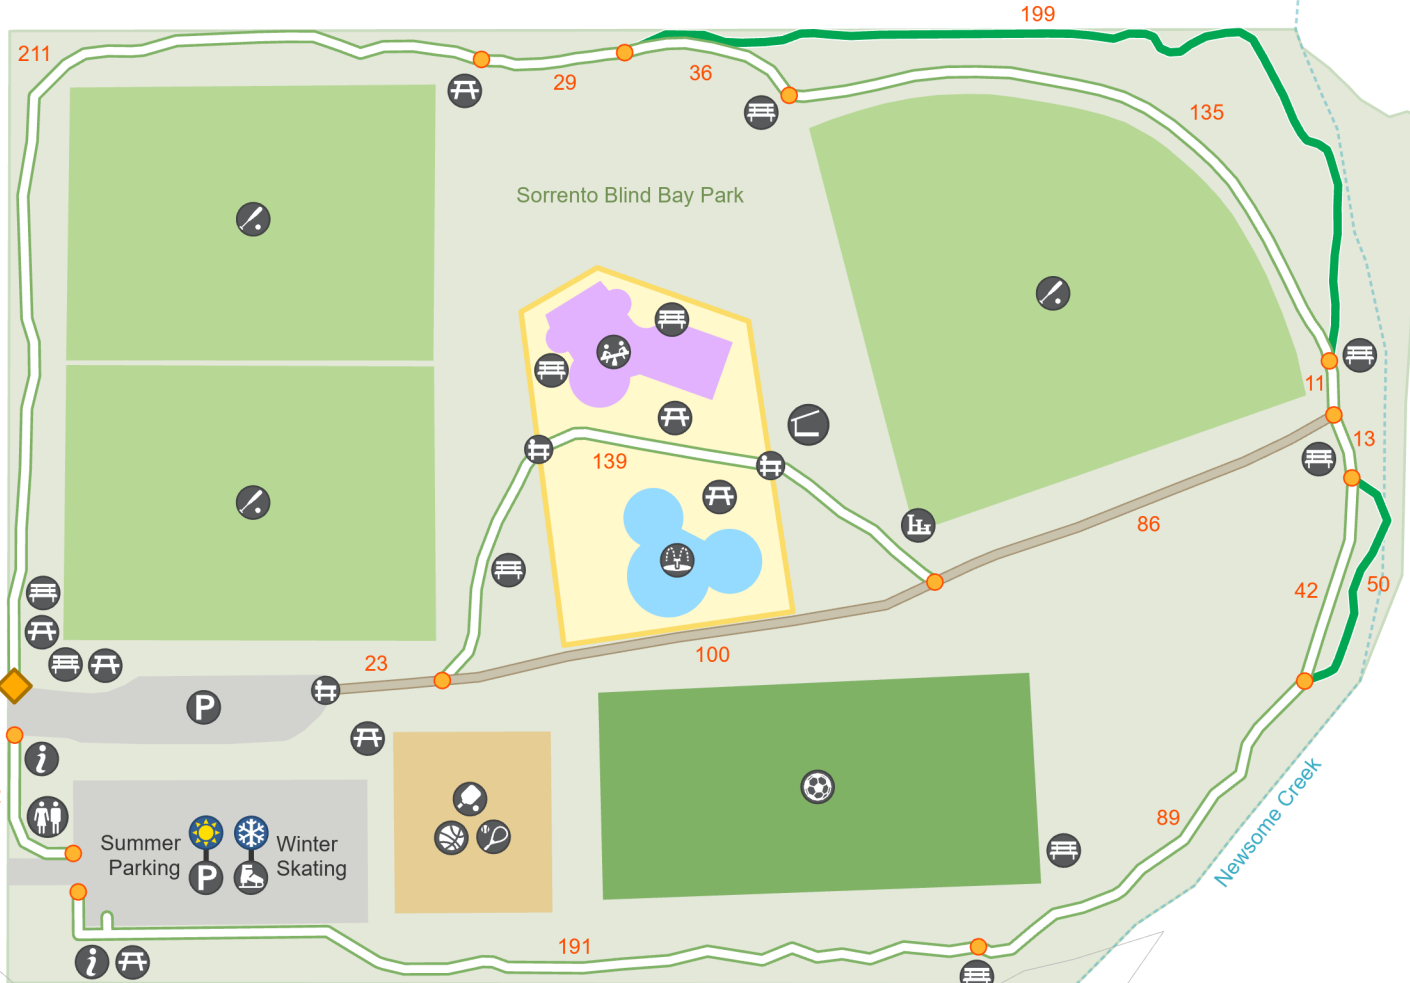 199
211
29
36
135
Sorrento Blind Bay Park
11
13
139
86
42
50
23
100
P
i
Summer
Parking
P
Winter
Skating
89
Newsome Creek
191
i